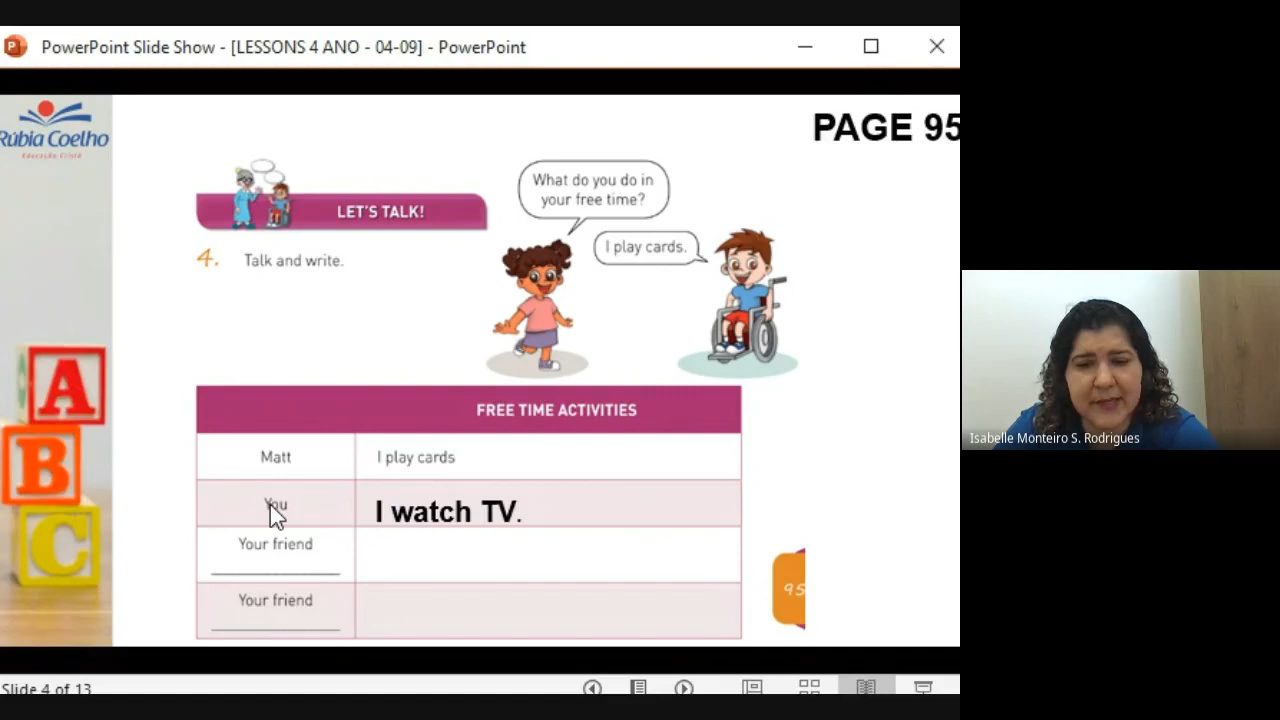 PowerPoint Slide Show - [LESSONS 4 ANO - 04-09] - PowerPoint
Rúbia Coelho
Educação Cristã
PAGE 95
What do you do in
your free time?
LET'S TALK!
I play cards.
4. Talk and write.
FREE TIME ACTIVITIES
Matt I play cards
You I watch TV.
Your friend
Your friend
95
A
B
C
Isabelle Monteiro S. Rodrigues
Slide 4 of 13